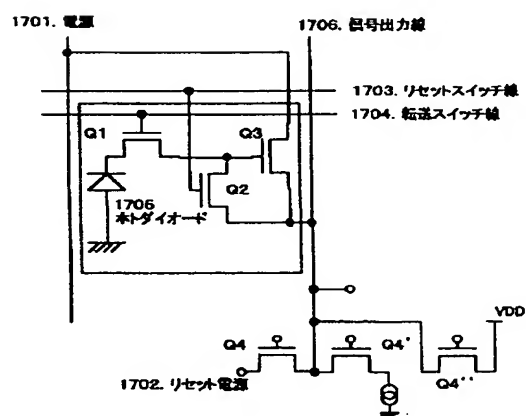 1701. 電源
1706. 信号出力線
1703. リセットスイッチ線
1704. 転送スイッチ線
Q1
Q3
Q2
1705
ホトダイオード
VDD
Q4
Q4'
Q4''
1702. リセット電源